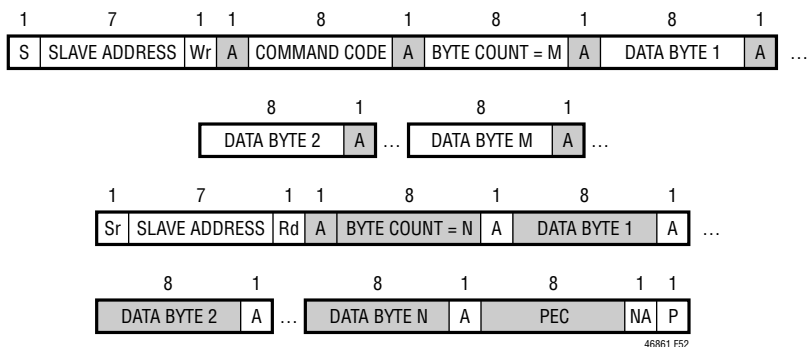 1 7 1 1 8 1 8 1 8 1
S SLAVE ADDRESS Wr A COMMAND CODE A BYTE COUNT = M A DATA BYTE 1 A …
8 1 8 1
DATA BYTE 2 A … DATA BYTE M A …
1 7 1 1 8 1 8 1
Sr SLAVE ADDRESS Rd A BYTE COUNT = N A DATA BYTE 1 A …
8 1 8 1 8 1 1
DATA BYTE 2 A … DATA BYTE N A PEC NA P
46861 F52